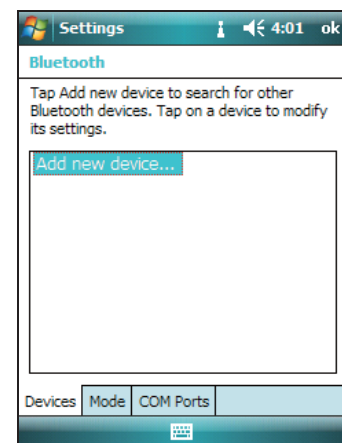 Settings 4:01 ok
Bluetooth
Tap Add new device to search for other
Bluetooth devices. Tap on a device to modify
its settings.
Add new device...
Devices Mode COM Ports